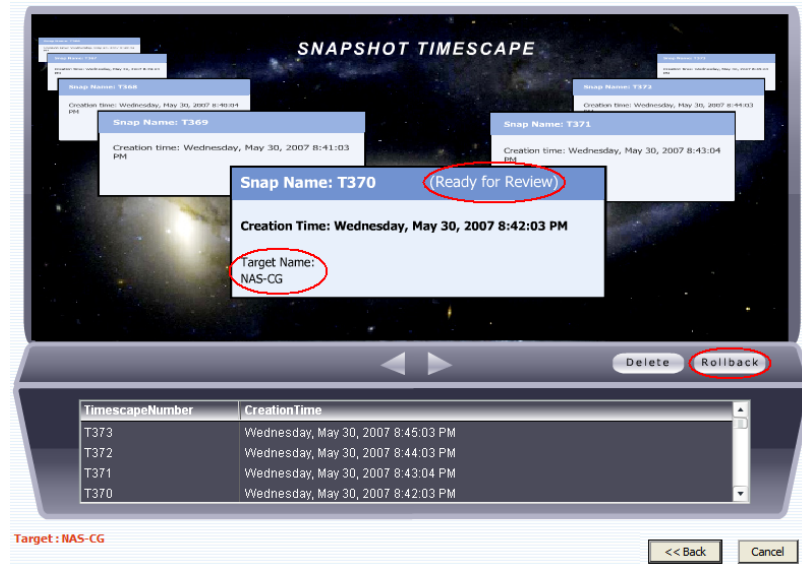 SNAPSHOT TIMESCAPE
Snap Name: T368
Creation time: Wednesday, May 30, 2007 8:40:04
PM
Snap Name: T369
Creation time: Wednesday, May 30, 2007 8:41:03
PM
Snap Name: T370 (Ready for Review)
Creation Time: Wednesday, May 30, 2007 8:42:03 PM
Target Name:
NAS-CG
Snap Name: T371
Creation time: Wednesday, May 30, 2007 8:43:04
PM
Snap Name: T372
Creation time: Wednesday, May 30, 2007 8:44:03
PM
Delete Rollback
TimescapeNumber CreationTime
T373 Wednesday, May 30, 2007 8:45:03 PM
T372 Wednesday, May 30, 2007 8:44:03 PM
T371 Wednesday, May 30, 2007 8:43:04 PM
T370 Wednesday, May 30, 2007 8:42:03 PM
Target : NAS-CG
<< Back Cancel